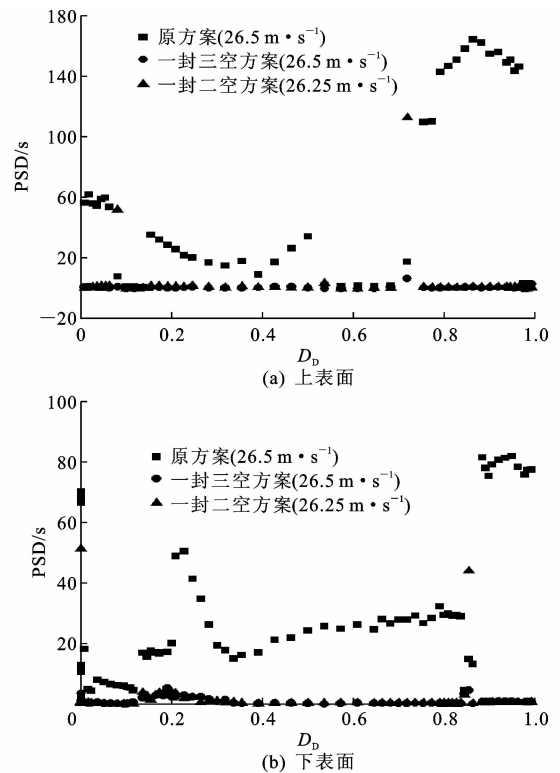 180
140
100
60
20
−20
PSD/s
■ 原方案(26.5 m·s⁻¹)
● 一封三空方案(26.5 m·s⁻¹)
▲ 一封二空方案(26.25 m·s⁻¹)
0 0.2 0.4 0.6 0.8 1.0
D_D
(a) 上表面
100
80
60
40
20
0
PSD/s
■ 原方案(26.5 m·s⁻¹)
● 一封三空方案(26.5 m·s⁻¹)
▲ 一封二空方案(26.25 m·s⁻¹)
0.2 0.4 0.6 0.8 1.0
D_D
(b) 下表面